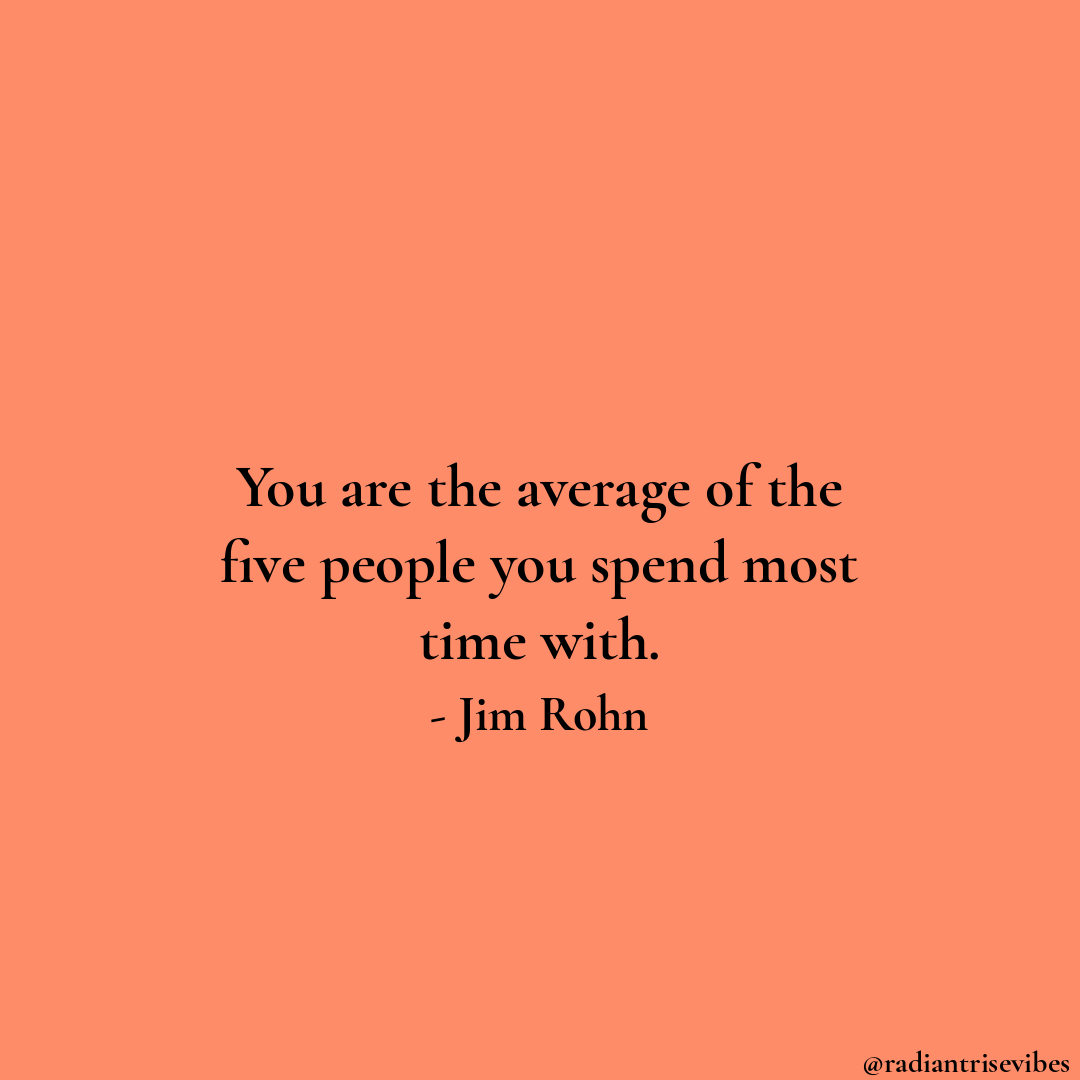 You are the average of the
five people you spend most
time with.
- Jim Rohn
@radiantrisevibes